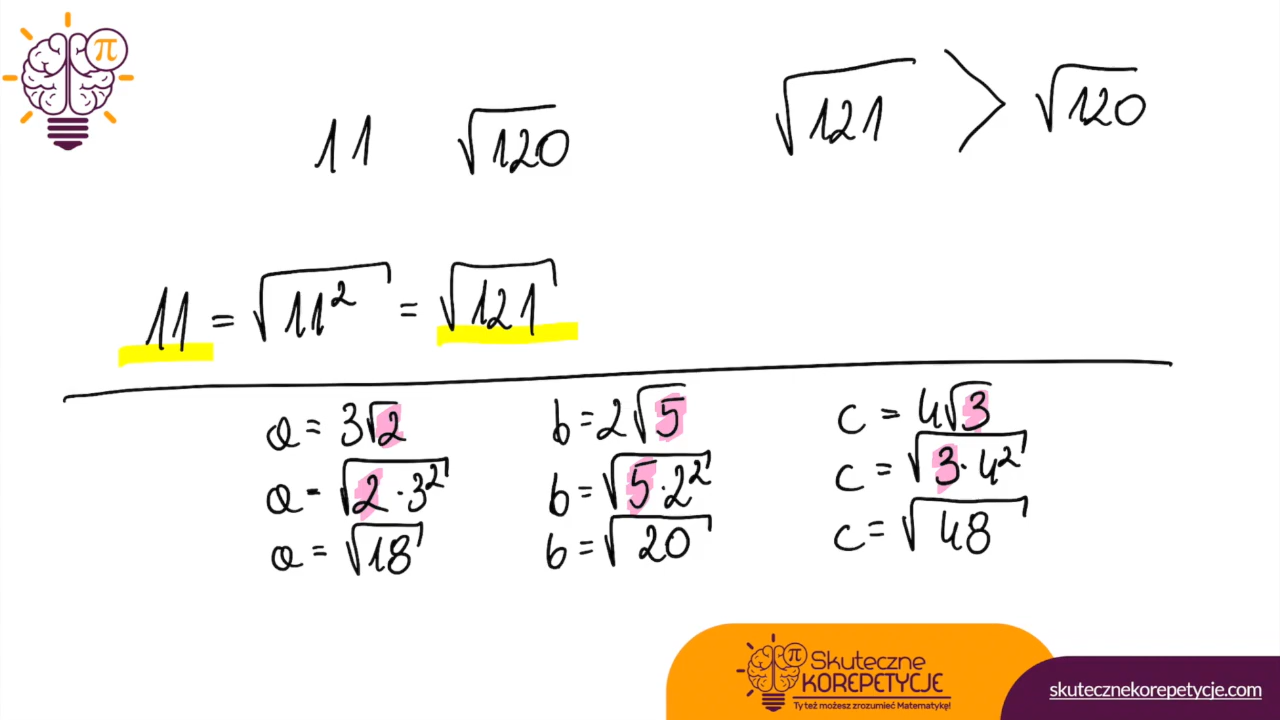 π
11 √120
√121 > √120
11 = √11² = √121
a = 3√2
a = √2·3²
a = √18
b = 2√5
b = √5·2²
b = √20
c = 4√3
c = √3·4²
c = √48
π
Skuteczne
KOREPETYCJE
Ty też możesz zrozumieć Matematykę!
skutecznekorepetycje.com